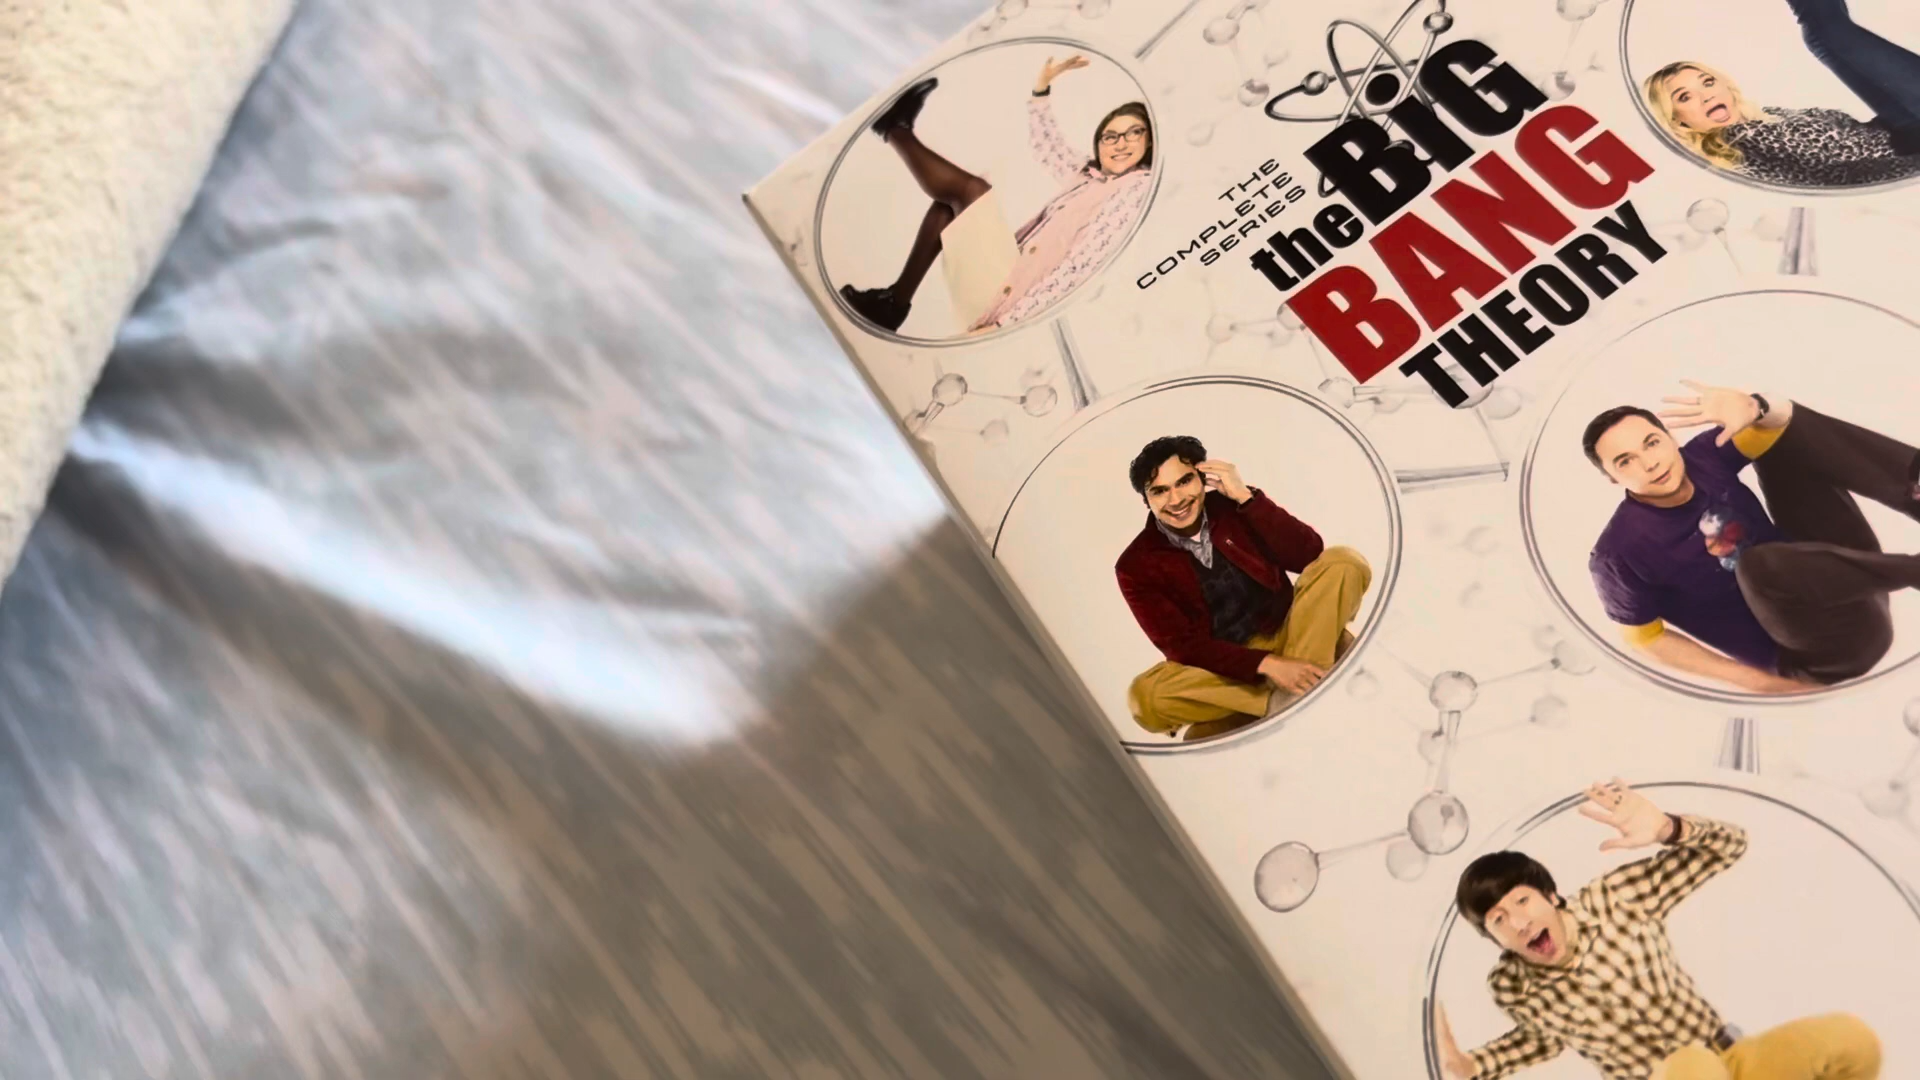 THE
COMPLETE
SERIES
the BIG
BANG
THEORY